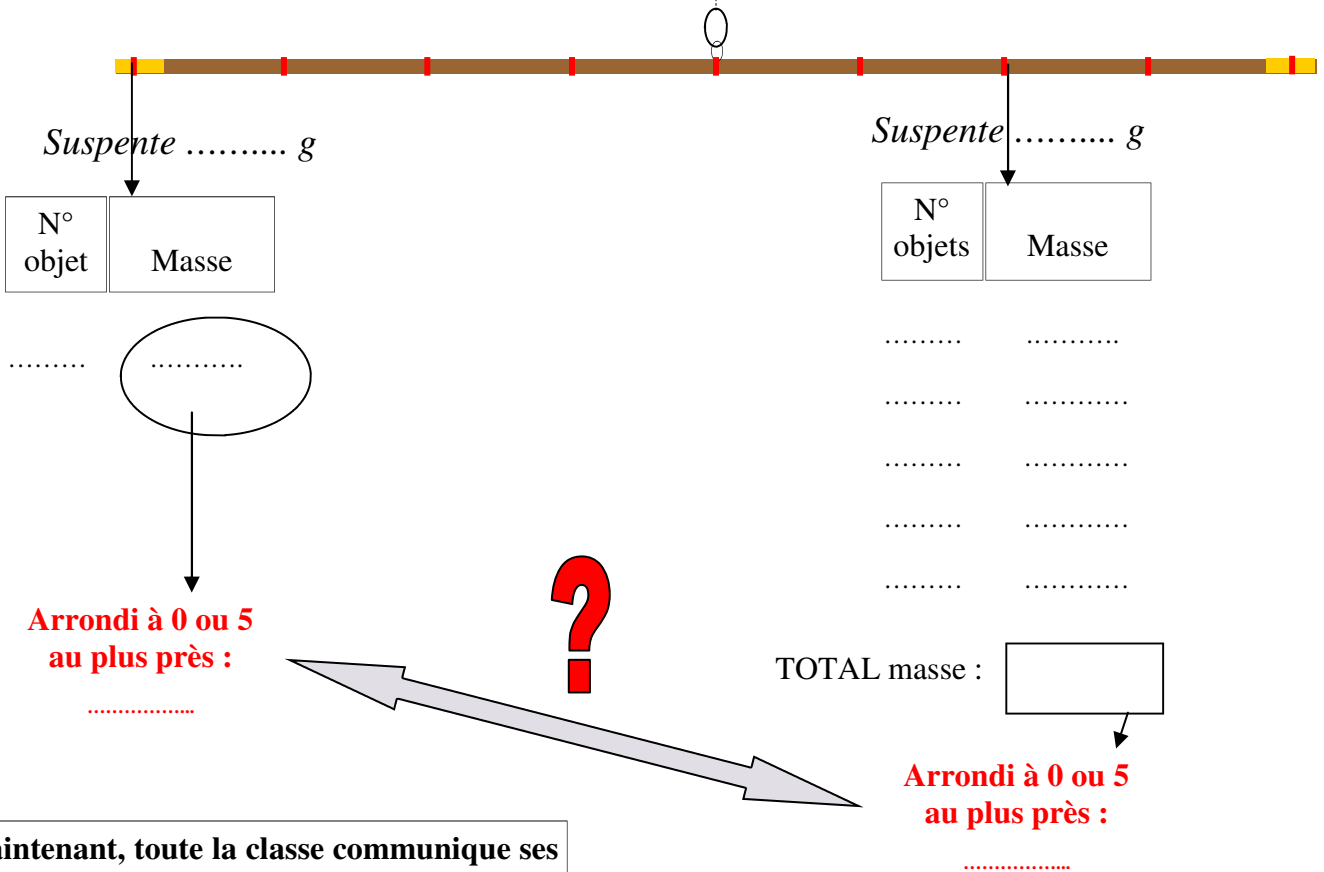 Suspente …….... g
Suspente …….... g
N°
objet
Masse
N°
objets
Masse
……… ………..
……… ………..
……… …………
……… …………
……… …………
……… …………
Arrondi à 0 ou 5
au plus près :
……………...
?
TOTAL masse :
Arrondi à 0 ou 5
au plus près :
……………...
intenant, toute la classe communique ses